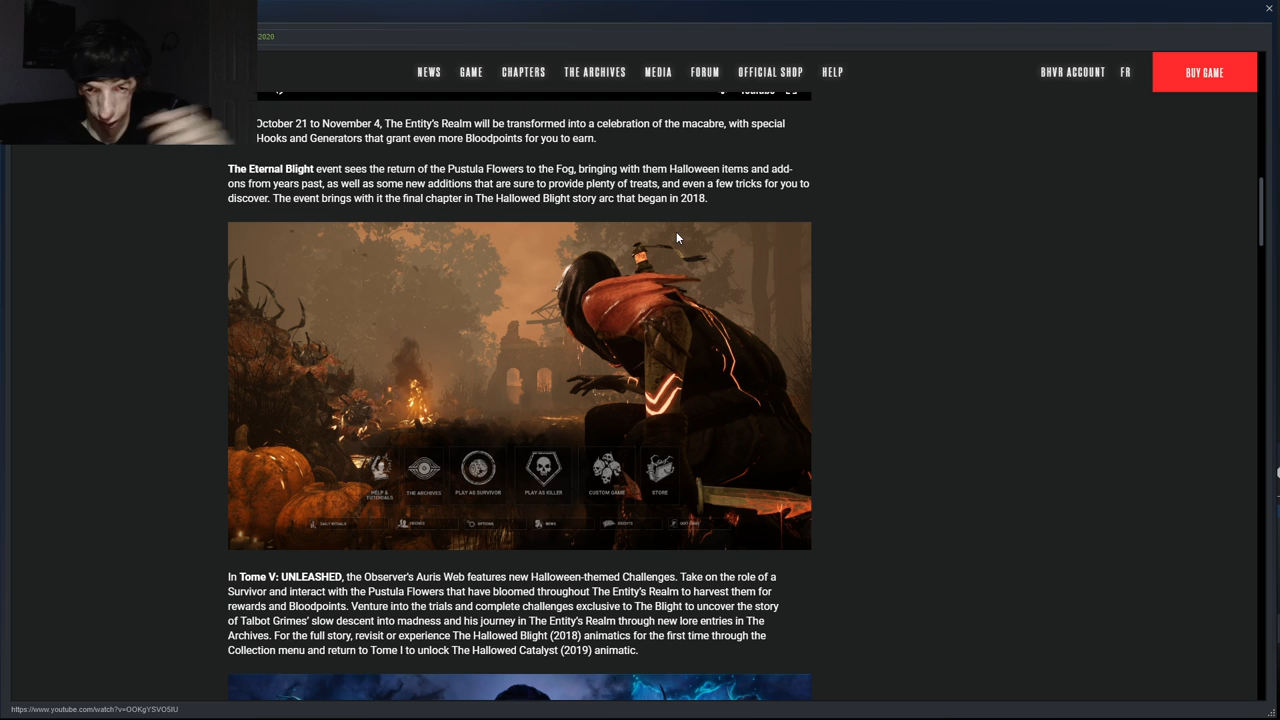 2020
NEWS GAME CHAPTERS THE ARCHIVES MEDIA FORUM OFFICIAL SHOP HELP BHVR ACCOUNT FR BUY GAME
October 21 to November 4, The Entity's Realm will be transformed into a celebration of the macabre, with special
Hooks and Generators that grant even more Bloodpoints for you to earn.
The Eternal Blight event sees the return of the Pustula Flowers to the Fog, bringing with them Halloween items and add-
ons from years past, as well as some new additions that are sure to provide plenty of treats, and even a few tricks for you to
discover. The event brings with it the final chapter in The Hallowed Blight story arc that began in 2018.
HELP &
TUTORIALS
THE ARCHIVES
PLAY AS SURVIVOR
PLAY AS KILLER
CUSTOM GAME
STORE
DAILY RITUALS
FRIENDS
OPTIONS
NEWS
CREDITS
QUIT GAME
In Tome V: UNLEASHED, the Observer's Auris Web features new Halloween-themed Challenges. Take on the role of a
Survivor and interact with the Pustula Flowers that have bloomed throughout The Entity's Realm to harvest them for
rewards and Bloodpoints. Venture into the trials and complete challenges exclusive to The Blight to uncover the story
of Talbot Grimes' slow descent into madness and his journey in The Entity's Realm through new lore entries in The
Archives. For the full story, revisit or experience The Hallowed Blight (2018) animatics for the first time through the
Collection menu and return to Tome I to unlock The Hallowed Catalyst (2019) animatic.
https://www.youtube.com/watch?v=OOKgYSVO5IU